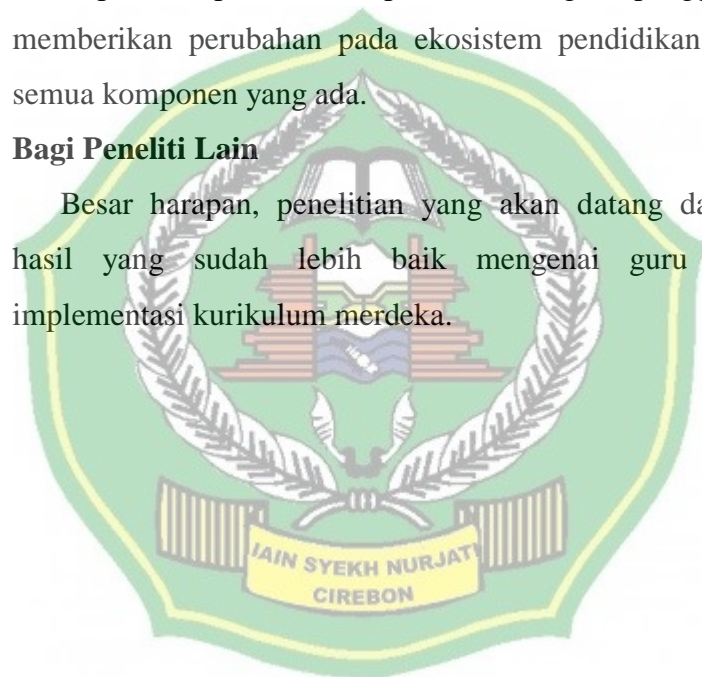 memberikan perubahan pada ekosistem pendidikan
semua komponen yang ada.
Bagi Peneliti Lain
Besar harapan, penelitian yang akan datang
hasil yang sudah lebih baik mengenai guru
implementasi kurikulum merdeka.
IAIN SYEKH NURJATI
CIREBON